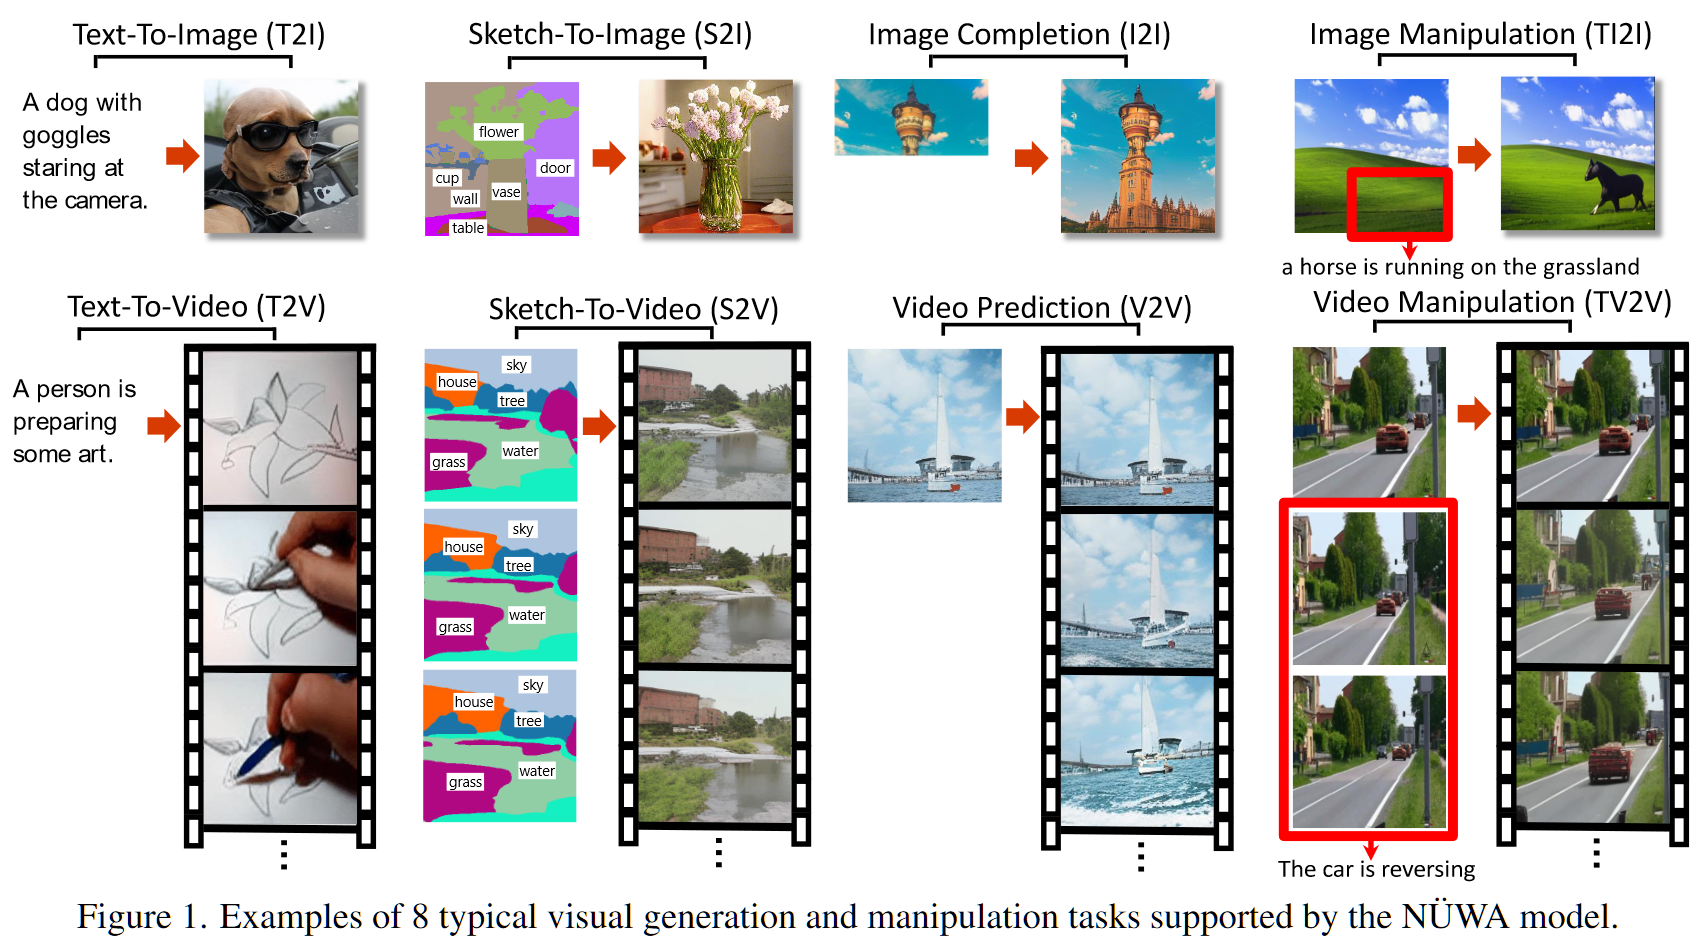 Text-To-Image (T2I)
A dog with
goggles
staring at
the camera.
Sketch-To-Image (S2I)
flower
door
cup
wall
vase
table
Image Completion (I2I)
Image Manipulation (TI2I)
a horse is running on the grassland
Text-To-Video (T2V)
A person is
preparing
some art.
Sketch-To-Video (S2V)
sky
house
tree
water
grass
sky
house
tree
water
grass
sky
house
tree
water
grass
Video Prediction (V2V)
Video Manipulation (TV2V)
The car is reversing
Figure 1. Examples of 8 typical visual generation and manipulation tasks supported by the NÜWA model.